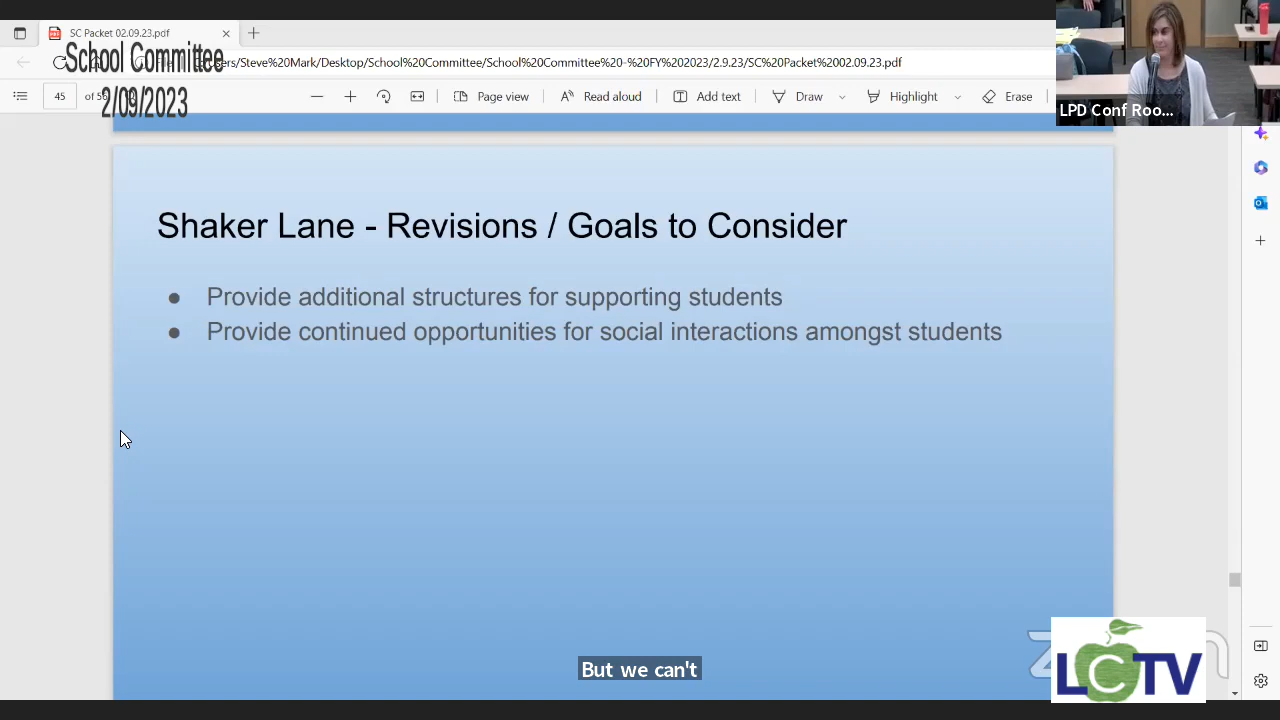 SC Packet 02.09.23.pdf
School Committee
2/09/2023
ers/Steve%20Mark/Desktop/School%20Committee/School%20Committee%20-%20FY%202023/2.9.23/SC%20Packet%2002.09.23.pdf
45 of 5
Page view
Read aloud
Add text
Draw
Highlight
Erase
LPD Conf Roo...
Shaker Lane - Revisions / Goals to Consider
● Provide additional structures for supporting students
● Provide continued opportunities for social interactions amongst students
But we can't
LCTV